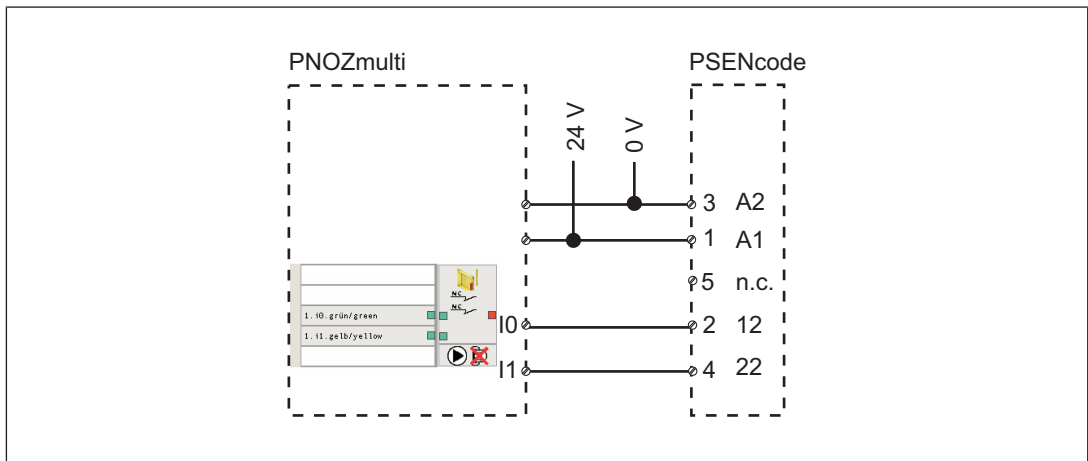 PNOZmulti
PSENcode
24 V
0 V
3 A2
1 A1
5 n.c.
N C
N C
1.i0.grün/green
I0
2 12
1.i1.gelb/yellow
I1
4 22